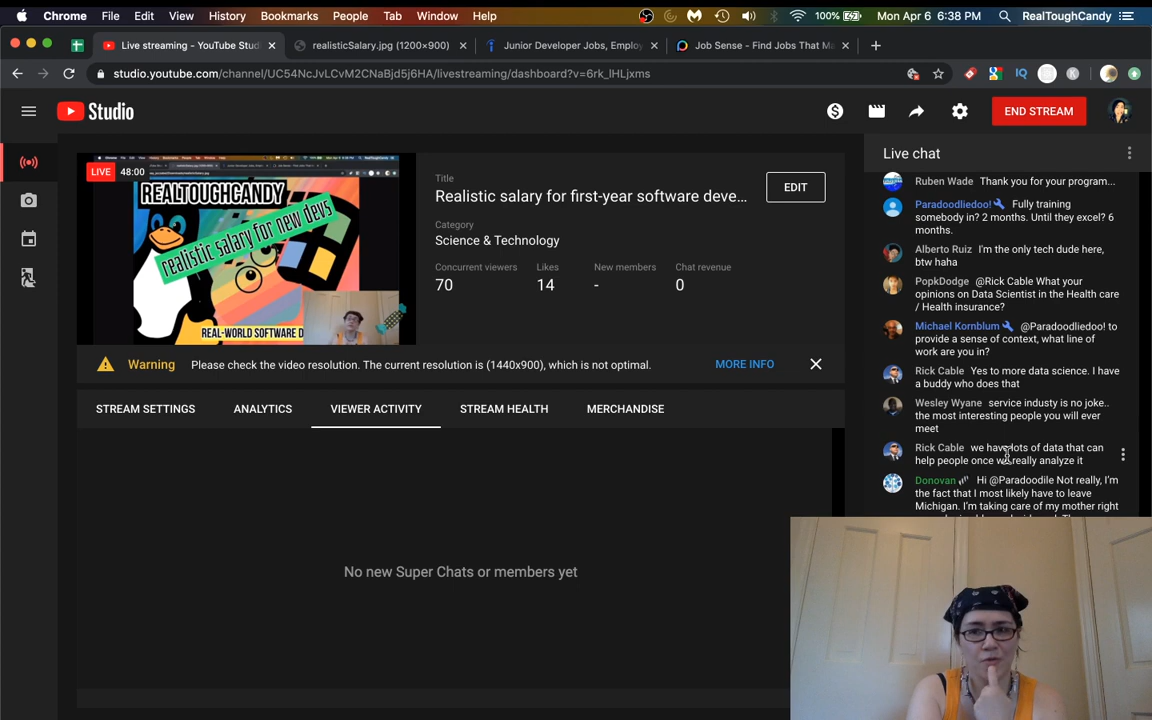 Chrome File Edit View History Bookmarks People Tab Window Help 100% Mon Apr 6 6:38 PM RealToughCandy
Live streaming - YouTube Stud
realisticSalary.jpg (1200×900)
Junior Developer Jobs, Employ
Job Sense - Find Jobs That Ma
studio.youtube.com/channel/UC54NcJvLCvM2CNaBjd5j6HA/livestreaming/dashboard?v=6rk_lHLjxms
IQ
K
Studio
END STREAM
LIVE 48:00
REALTOUGHCANDY
realistic salary for new devs
REAL-WORLD SOFTWARE D
Title
Realistic salary for first-year software deve...
EDIT
Category
Science & Technology
Concurrent viewers Likes New members Chat revenue
70 14 - 0
Warning Please check the video resolution. The current resolution is (1440x900), which is not optimal. MORE INFO
STREAM SETTINGS ANALYTICS VIEWER ACTIVITY STREAM HEALTH MERCHANDISE
No new Super Chats or members yet
Live chat
Ruben Wade Thank you for your program...
Paradoodliedoo! Fully training
somebody in? 2 months. Until they excel? 6
months.
Alberto Ruiz I'm the only tech dude here,
btw haha
PopkDodge @Rick Cable What your
opinions on Data Scientist in the Health care
/ Health insurance?
Michael Kornblum @Paradoodliedoo! to
provide a sense of context, what line of
work are you in?
Rick Cable Yes to more data science. I have
a buddy who does that
Wesley Wyane service industy is no joke..
the most interesting people you will ever
meet
Rick Cable we have lots of data that can
help people once we really analyze it
Donovan Hi @Paradoodile Not really, I'm
the fact that I most likely have to leave
Michigan. I'm taking care of my mother right